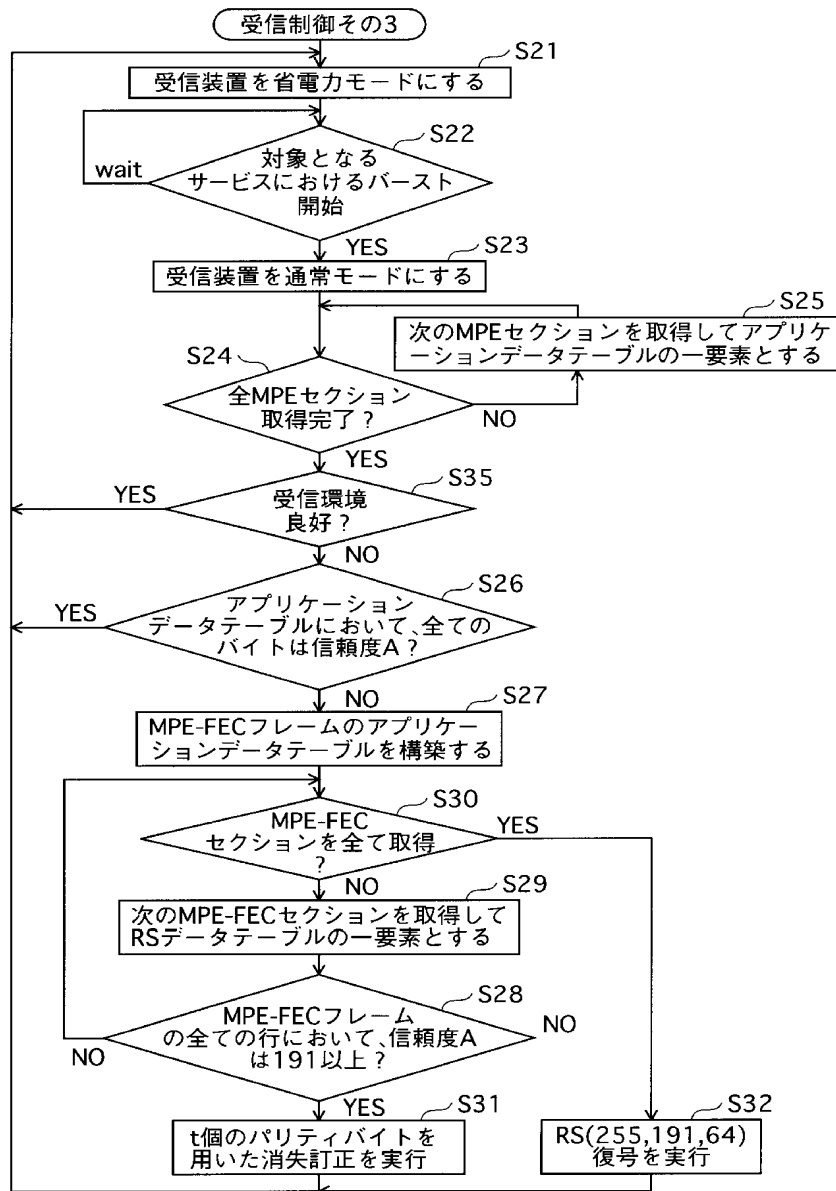 受信制御その3
S21
受信装置を省電力モードにする
S22
wait
対象となる
サービスにおけるバースト
開始
YES
S23
受信装置を通常モードにする
S25
次のMPEセクションを取得してアプリケ
ーションデータテーブルの一要素とする
S24
全MPEセクション
取得完了？
NO
YES
S35
YES
受信環境
良好？
NO
S26
YES
アプリケーション
データテーブルにおいて、全ての
バイトは信頼度A？
NO
S27
MPE-FECフレームのアプリケー
ションデータテーブルを構築する
S30
MPE-FEC
セクションを全て取得
？
YES
NO
S29
次のMPE-FECセクションを取得して
RSデータテーブルの一要素とする
S28
MPE-FECフレーム
の全ての行において、信頼度A
は191以上？
NO
NO
YES
S31
t個のパリティバイトを
用いた消失訂正を実行
S32
RS(255,191,64)
復号を実行